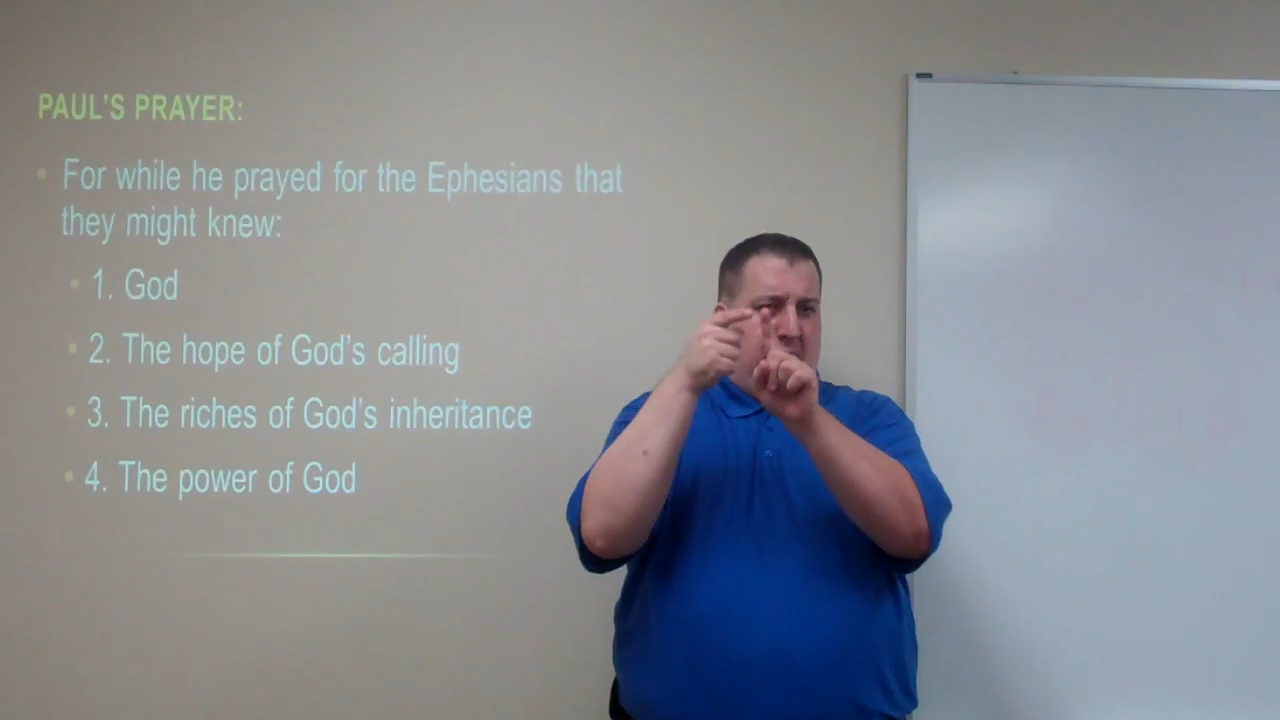 PAUL'S PRAYER:
• For while he prayed for the Ephesians that
they might knew:
• 1. God
• 2. The hope of God's calling
• 3. The riches of God's inheritance
• 4. The power of God